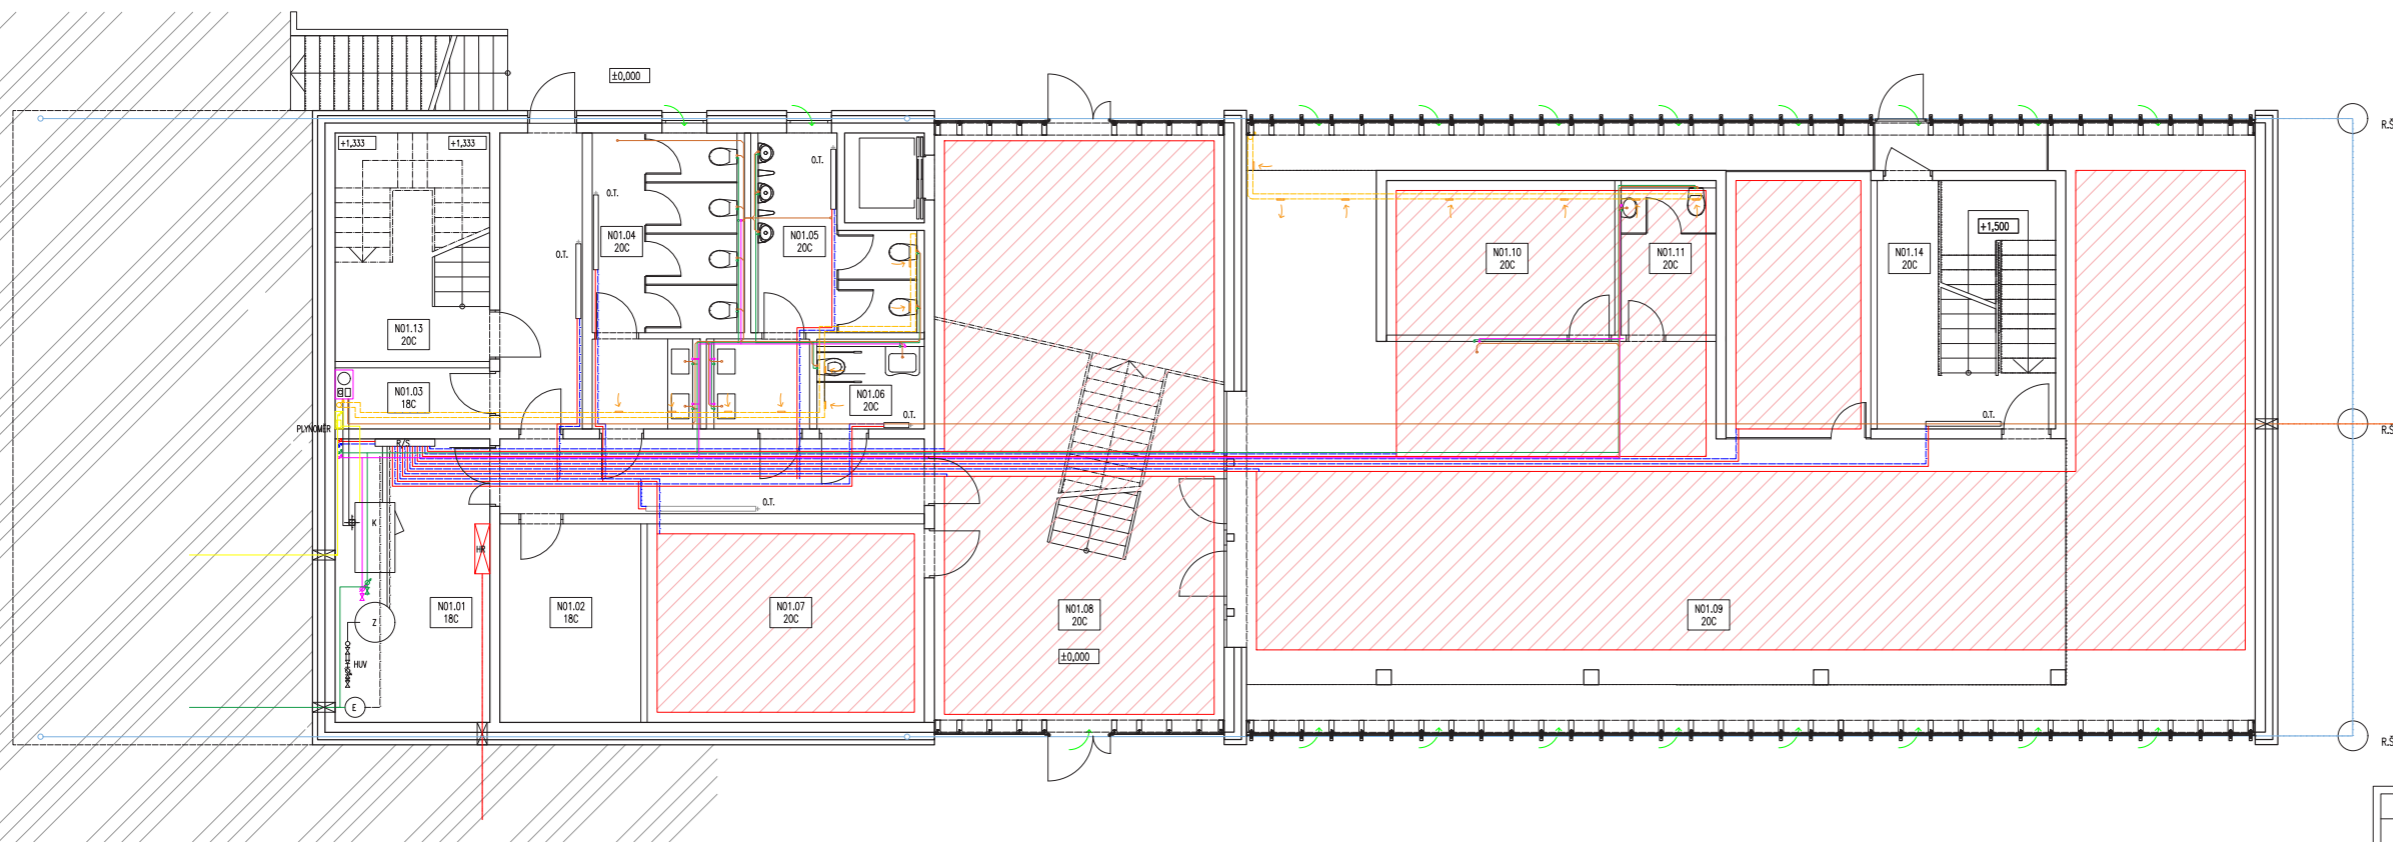 ±0,000
+1,333
+1,333
O.T.
O.T.
O.T.
N01.04
20C
N01.05
20C
+1,500
N01.10
20C
N01.11
20C
N01.14
20C
N01.13
20C
N01.03
18C
N01.06
20C
O.T.
O.T.
PLYNOMĚR
R/S
O.T.
K
HR
N01.01
18C
N01.02
18C
N01.07
20C
N01.08
20C
N01.09
20C
Z
HUV
±0,000
E
R.Š
R.Š
R.Š